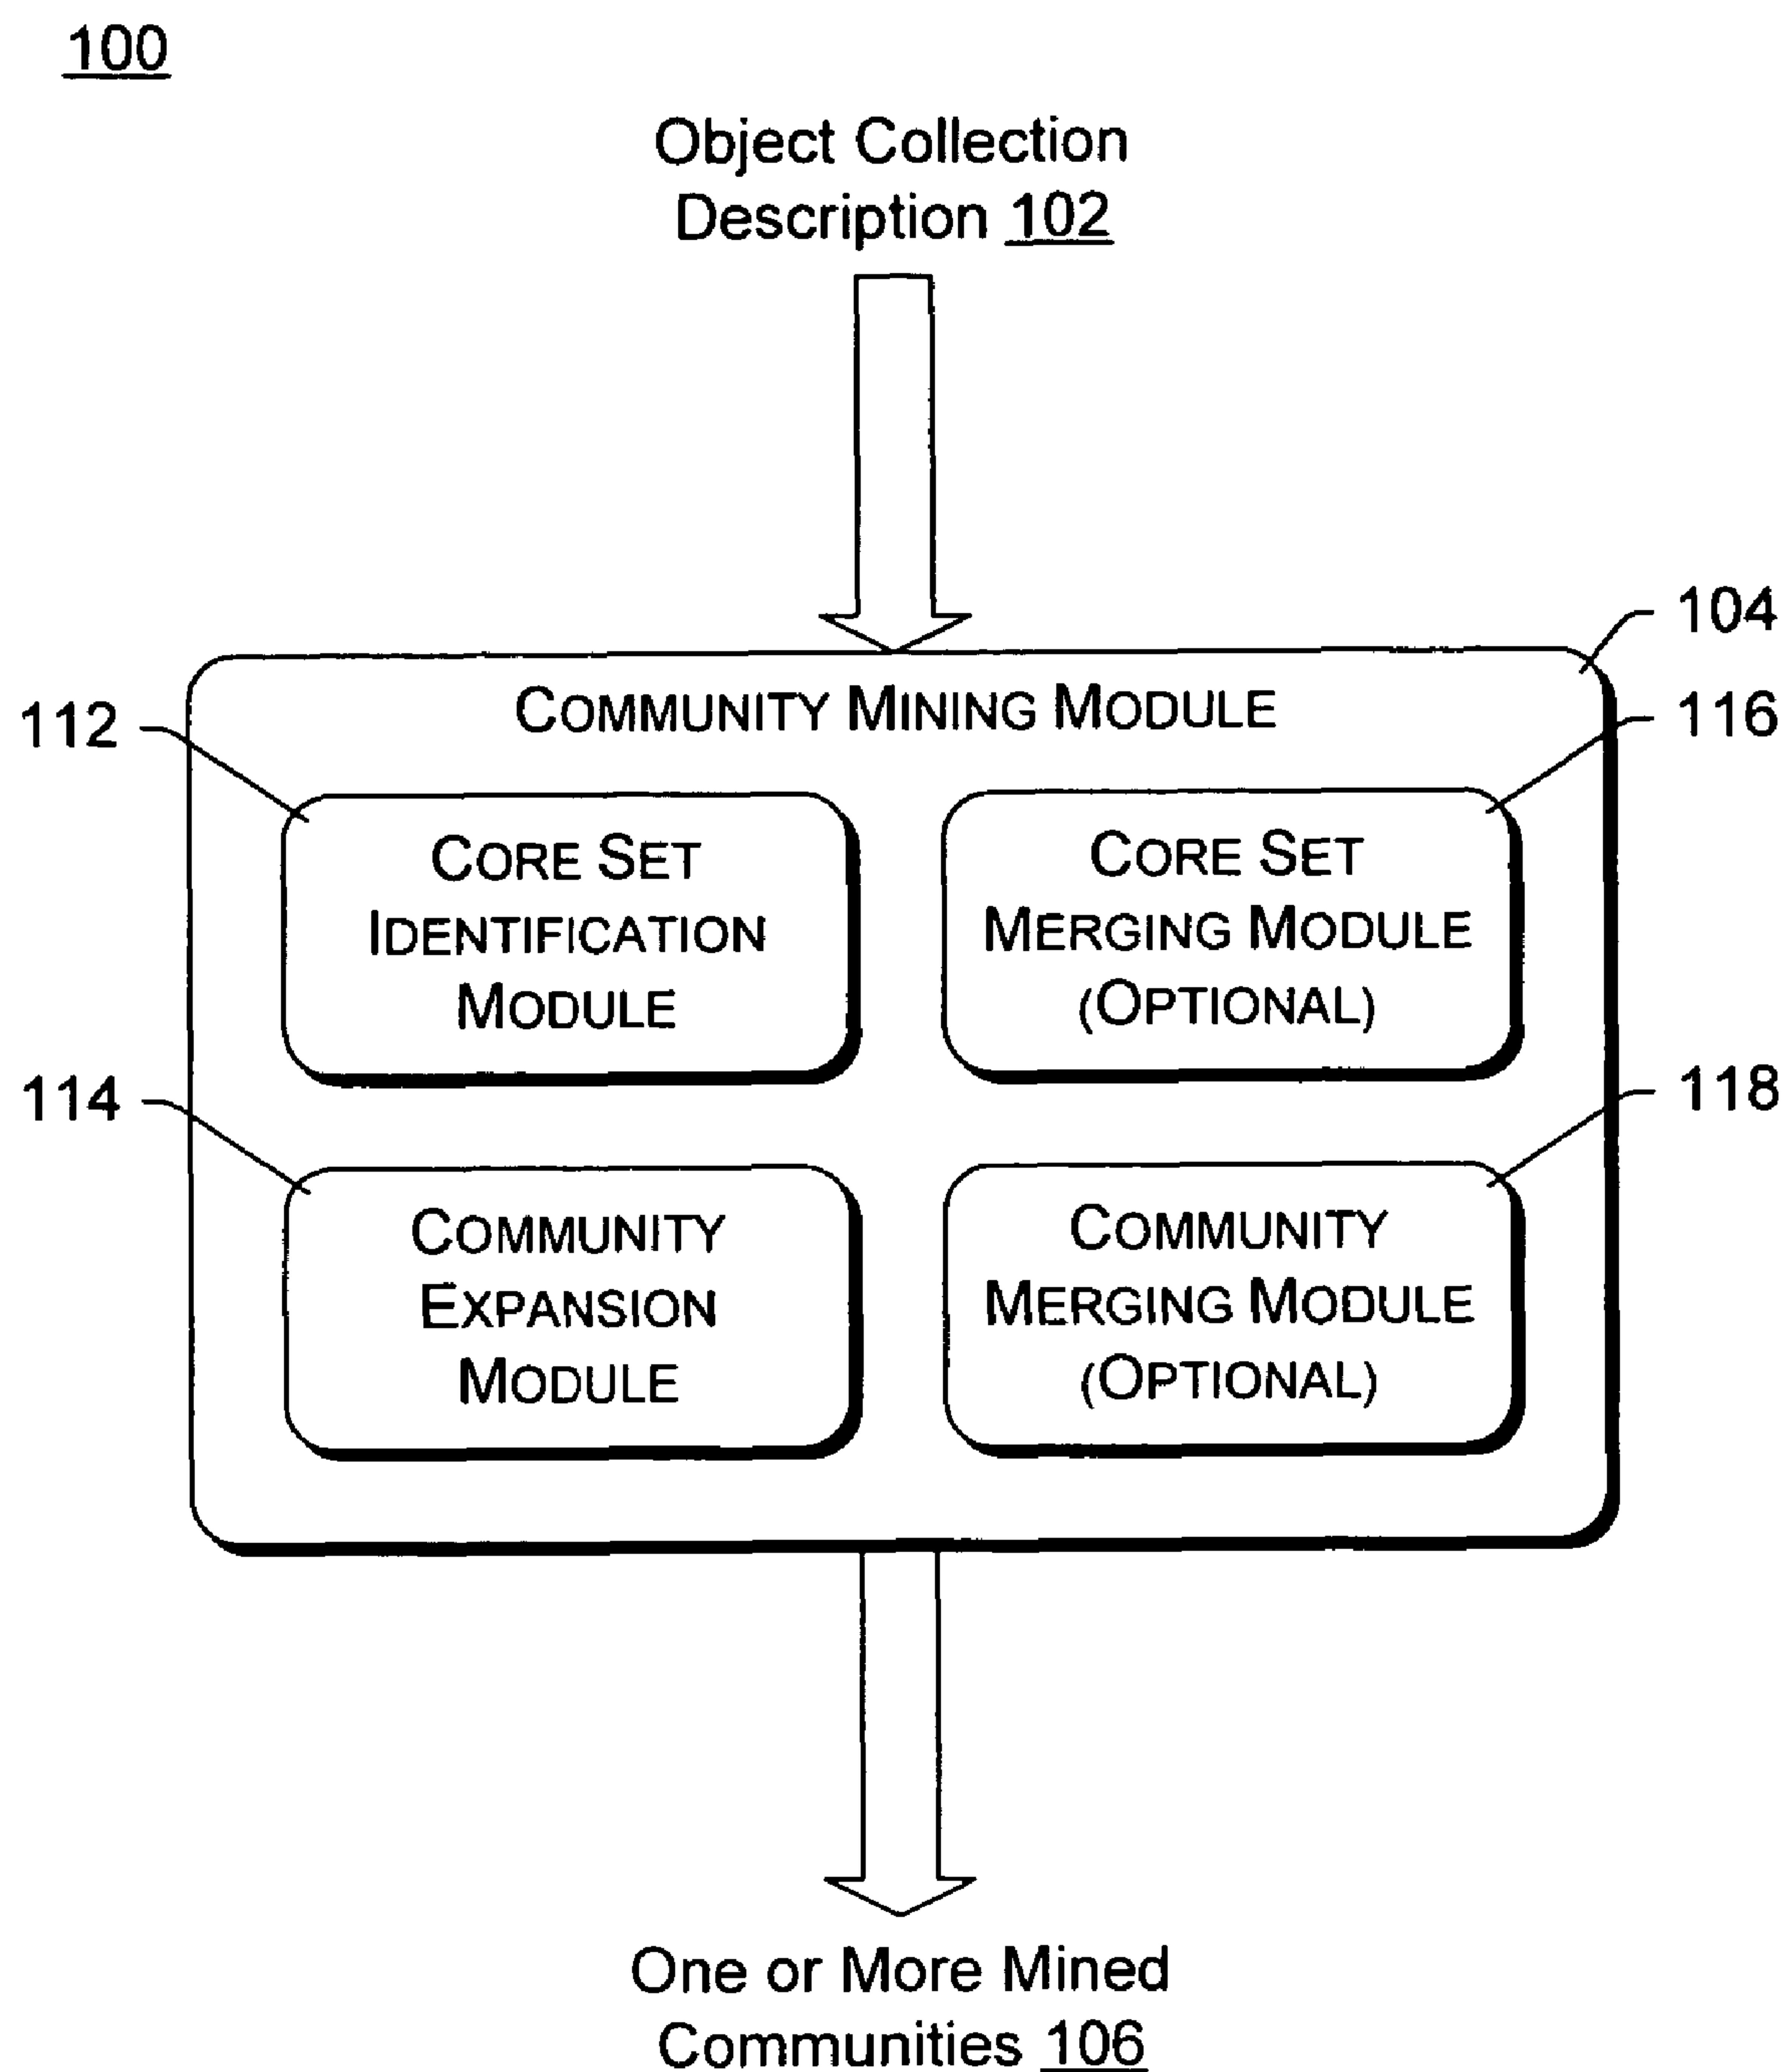 100
Object Collection
Description 102
104
COMMUNITY MINING MODULE
112
116
CORE SET
IDENTIFICATION
MODULE
CORE SET
MERGING MODULE
(OPTIONAL)
114
118
COMMUNITY
EXPANSION
MODULE
COMMUNITY
MERGING MODULE
(OPTIONAL)
One or More Mined
Communities 106